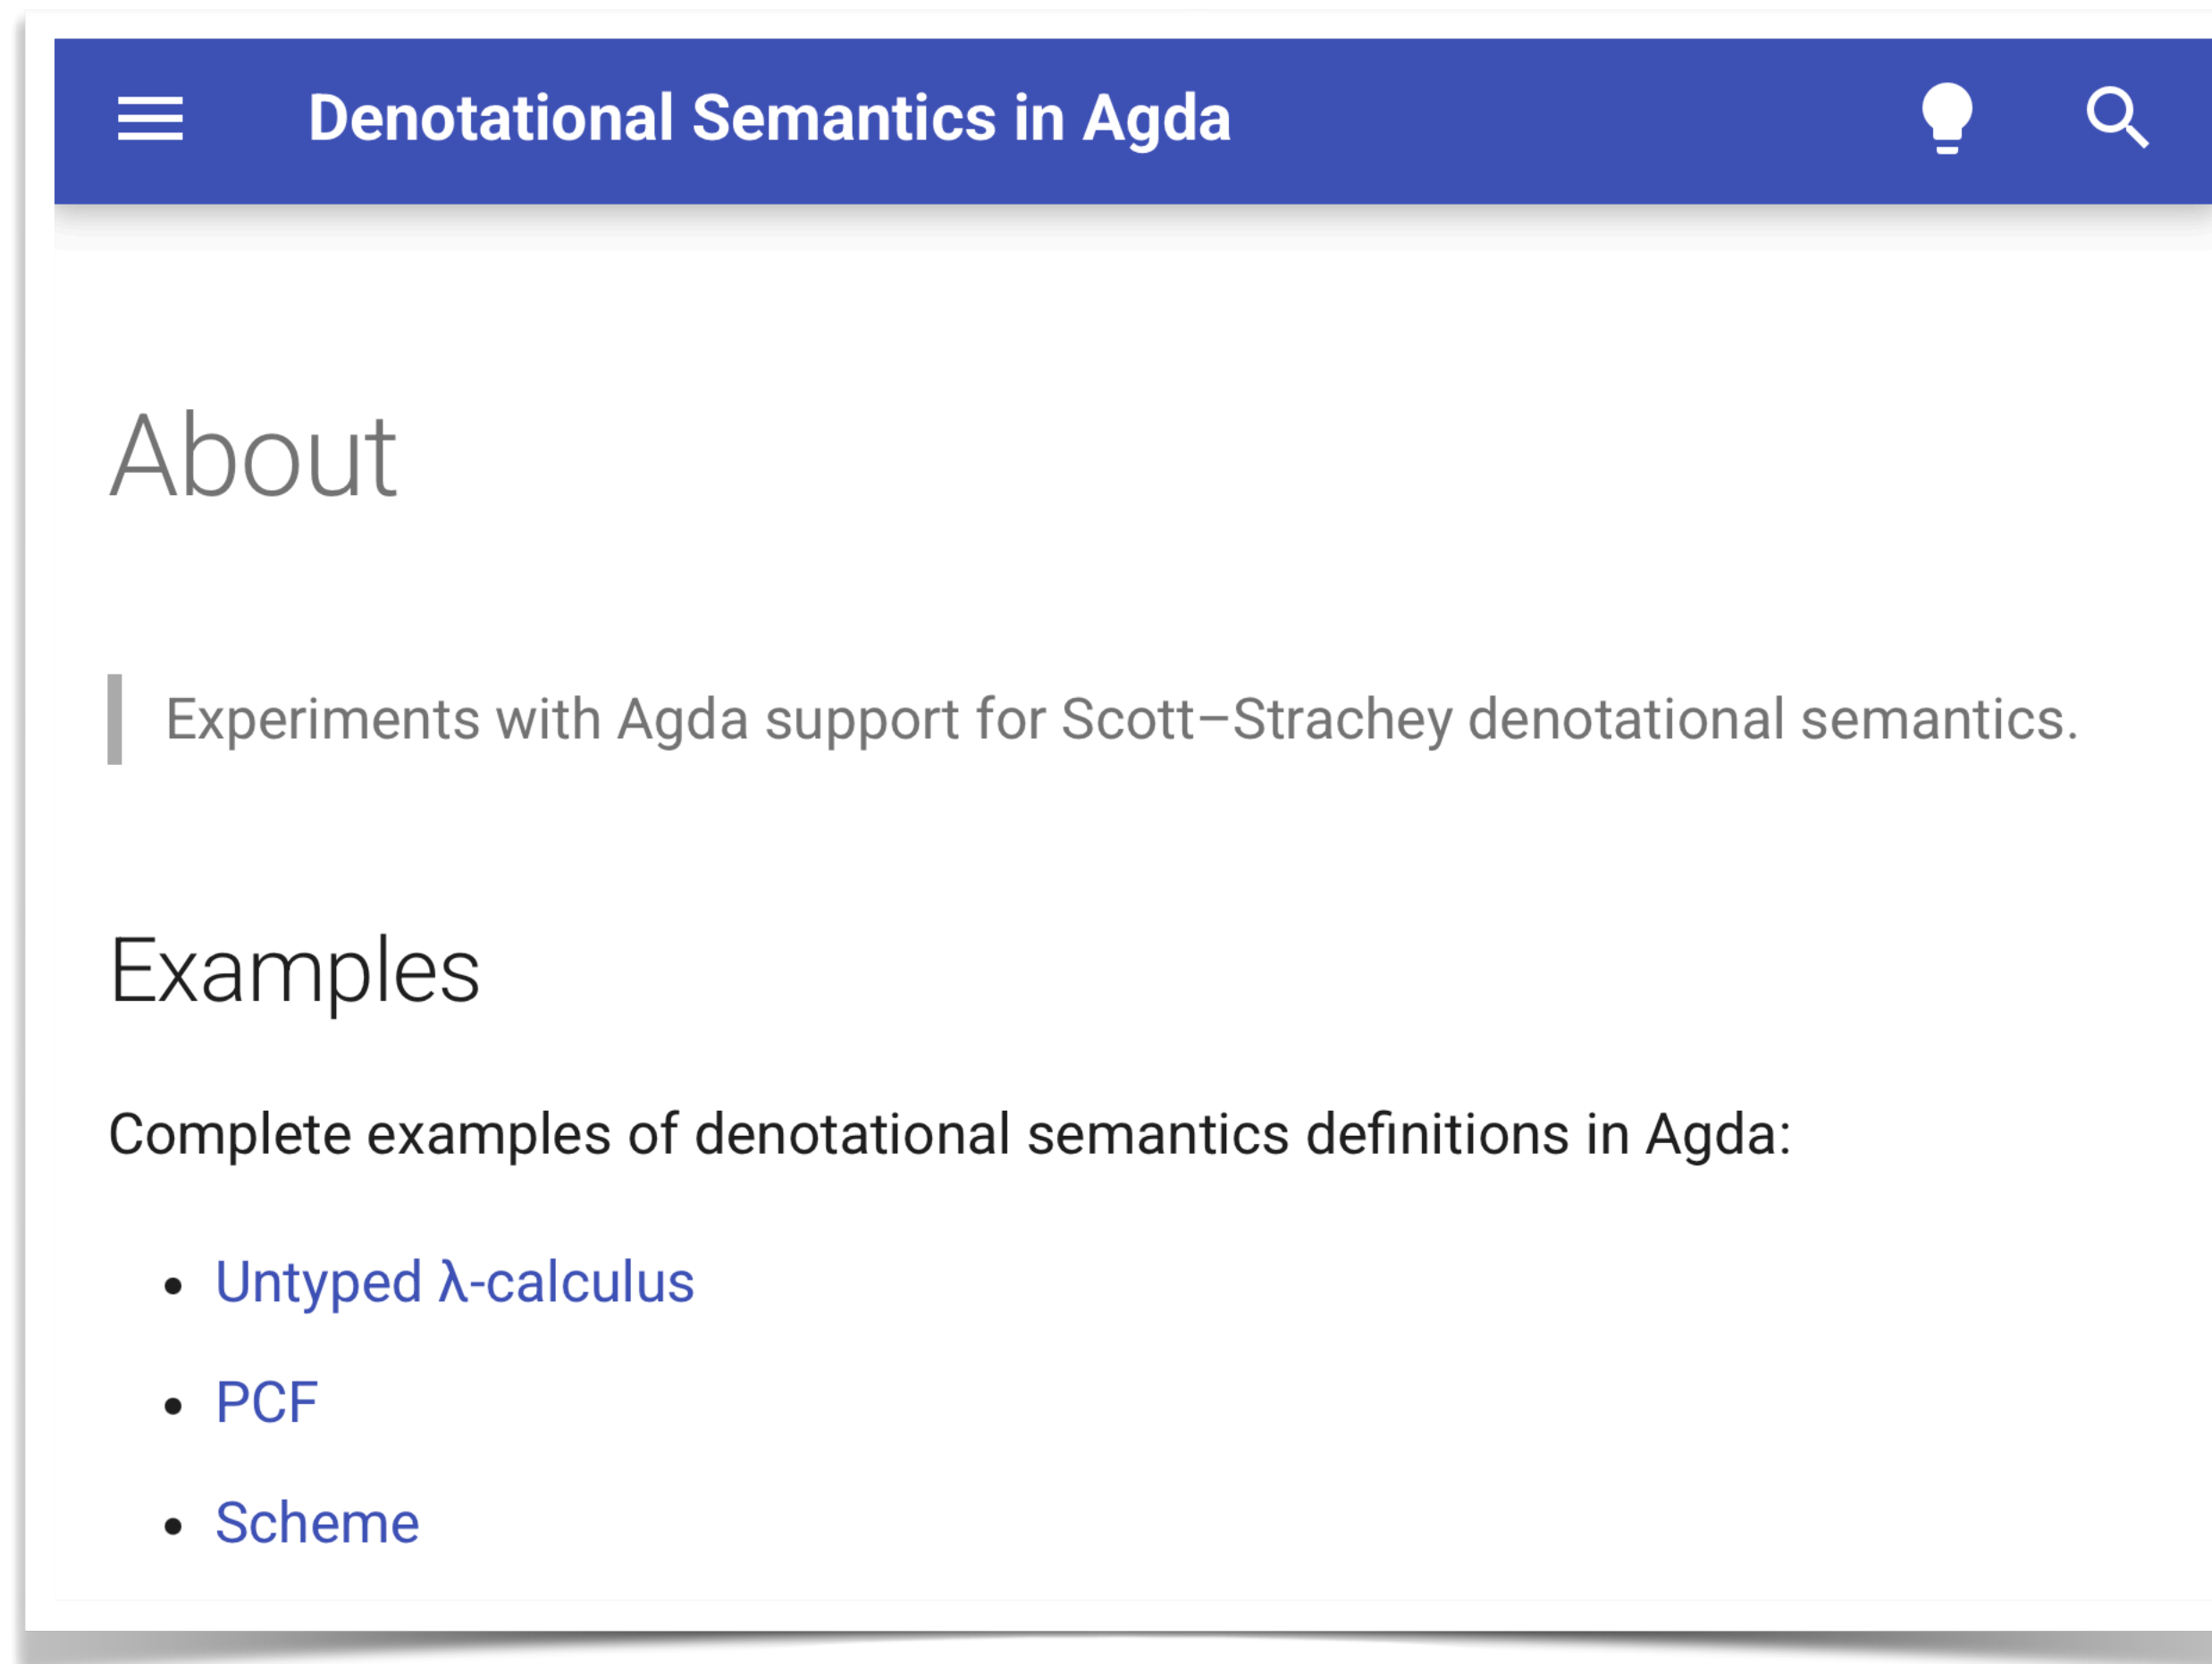 Denotational Semantics in Agda
About
Experiments with Agda support for Scott–Strachey denotational semantics.
Examples
Complete examples of denotational semantics definitions in Agda:
• Untyped λ-calculus
• PCF
• Scheme